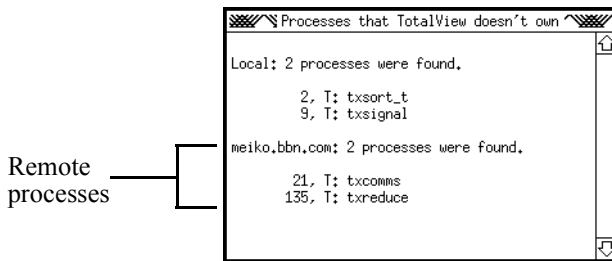 Processes that TotalView doesn't own
Local: 2 processes were found.
2, T: txsort_t
9, T: txsignal
meiko.bbn.com: 2 processes were found.
Remote
processes
21, T: txcomms
135, T: txreduce